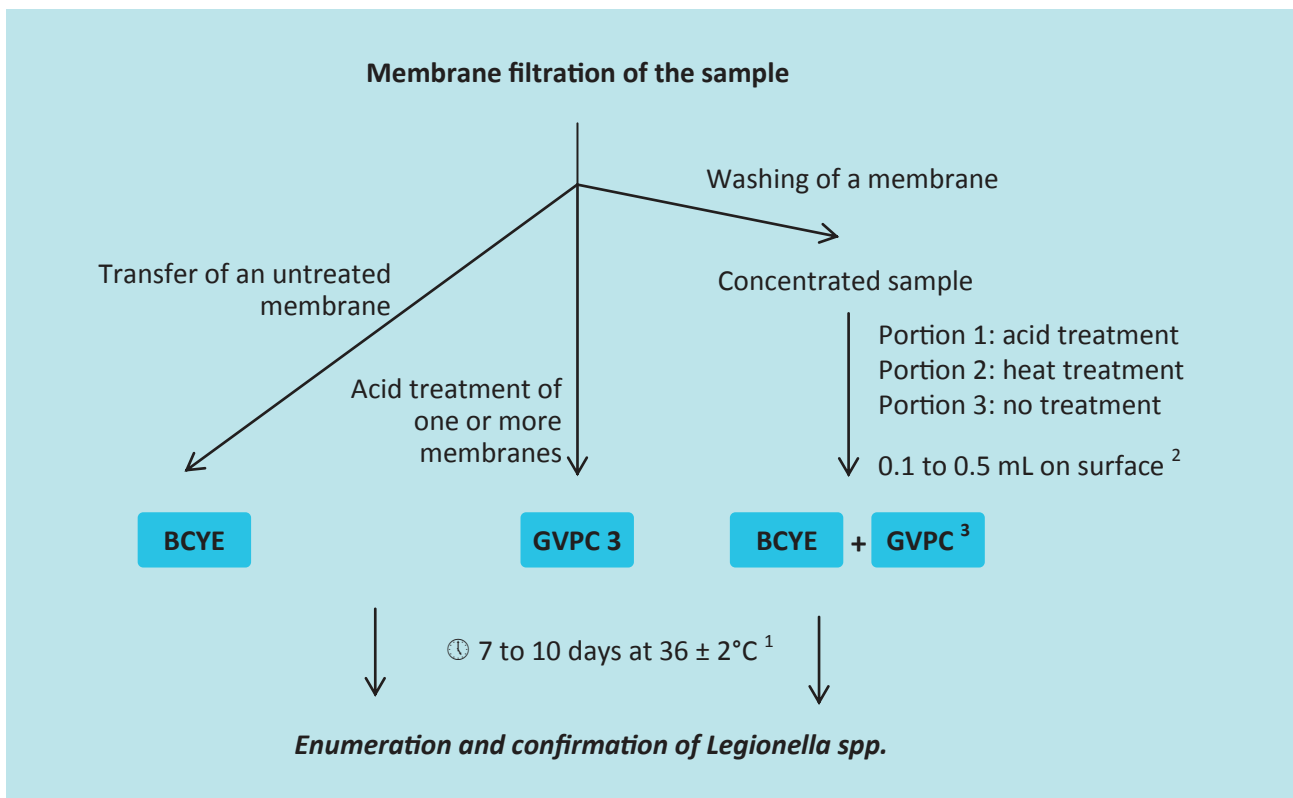 Membrane filtration of the sample
Washing of a membrane
Transfer of an untreated
membrane
Concentrated sample
Portion 1: acid treatment
Portion 2: heat treatment
Portion 3: no treatment
Acid treatment of
one or more
membranes
0.1 to 0.5 mL on surface ²
BCYE
GVPC 3
BCYE + GVPC ³
7 to 10 days at 36 ± 2°C ¹
Enumeration and confirmation of Legionella spp.